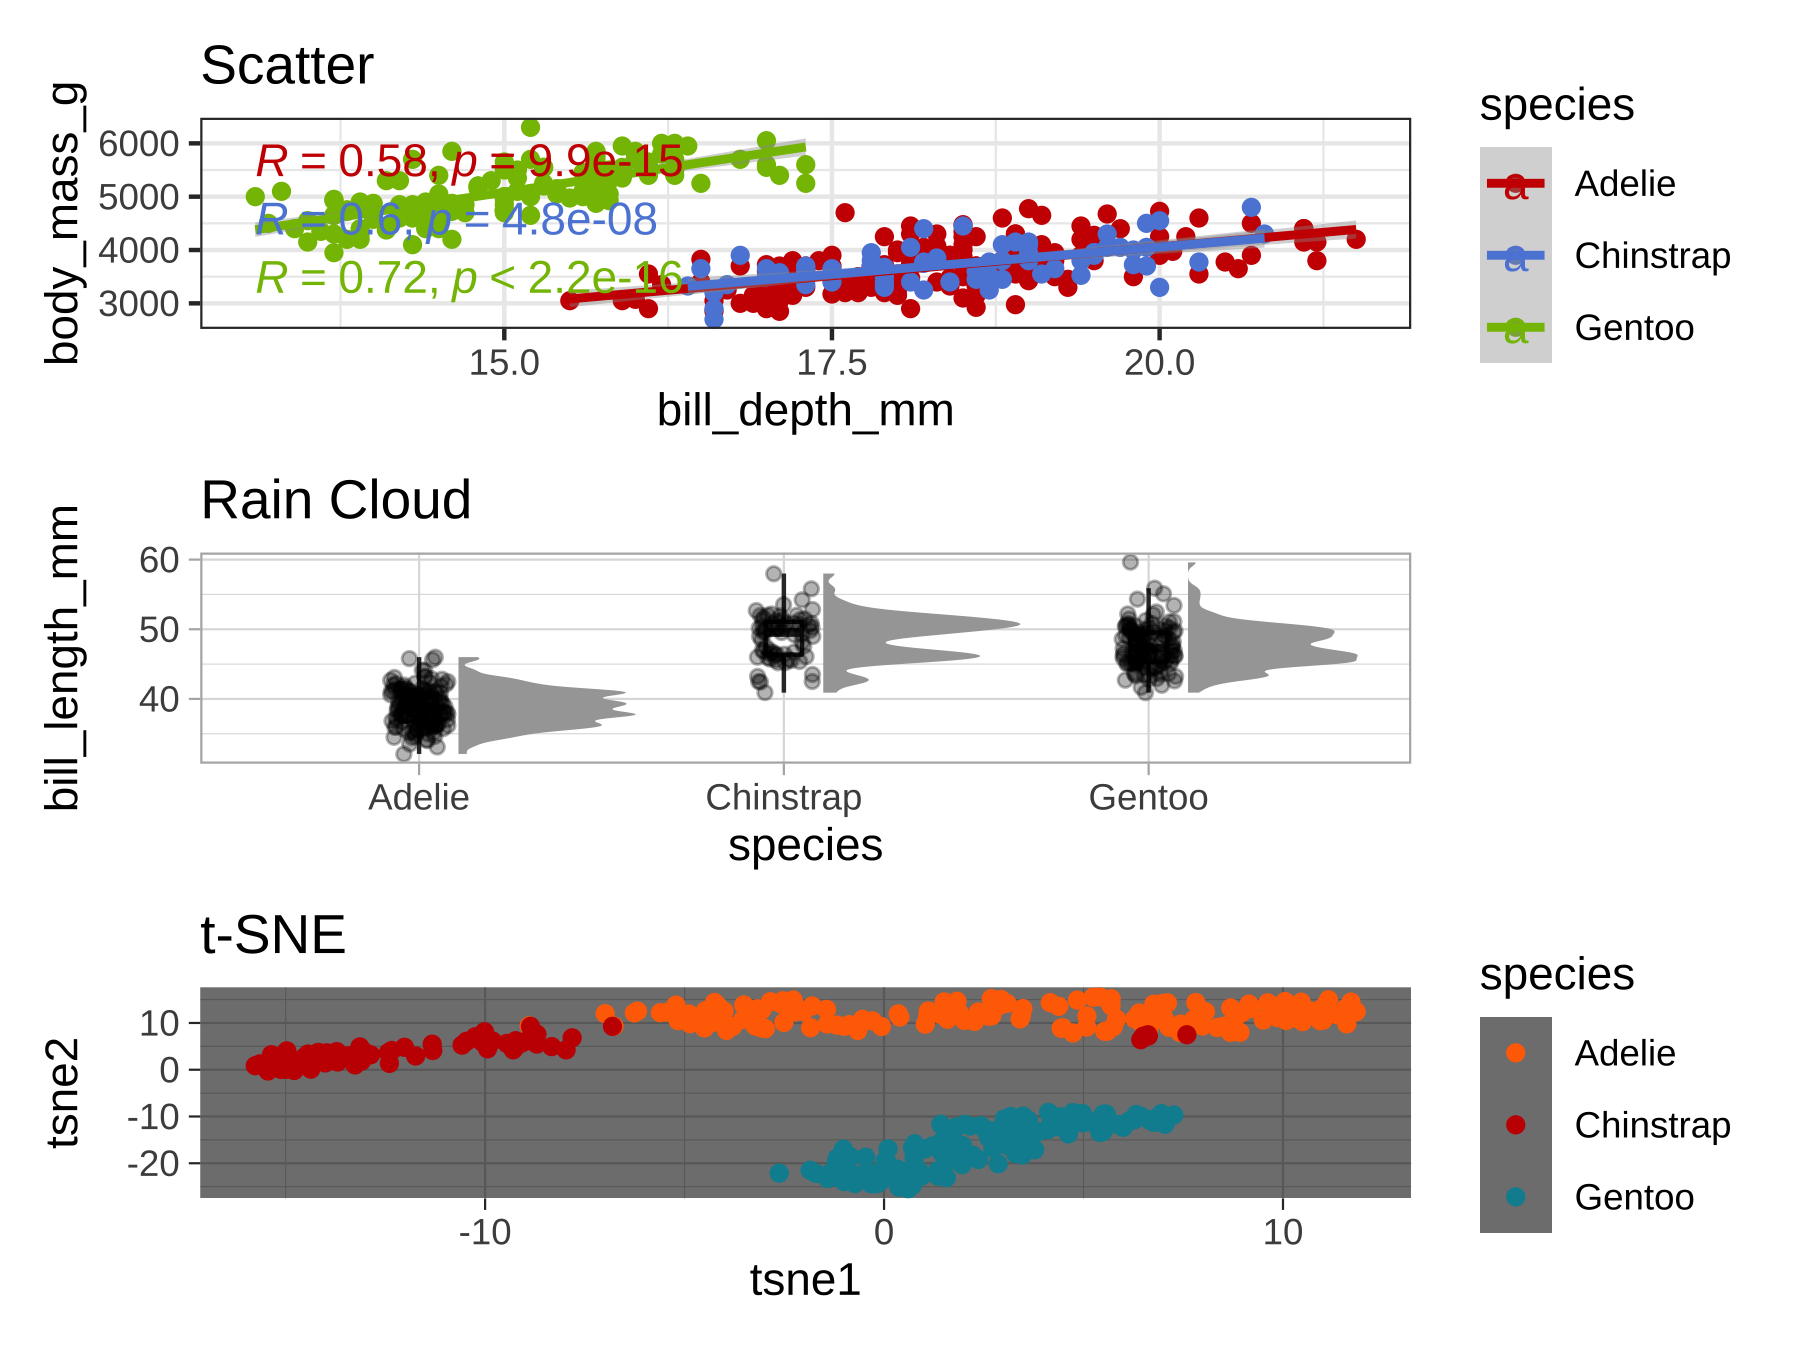 Scatter
body_mass_g
6000
5000
4000
3000
R = 0.58, p = 9.9e-15
R = 0.6, p = 4.8e-08
R = 0.72, p < 2.2e-16
15.0 17.5 20.0
bill_depth_mm
species
a Adelie
a Chinstrap
a Gentoo
Rain Cloud
bill_length_mm
60
50
40
Adelie Chinstrap Gentoo
species
t-SNE
tsne2
10
0
-10
-20
-10 0 10
tsne1
species
Adelie
Chinstrap
Gentoo